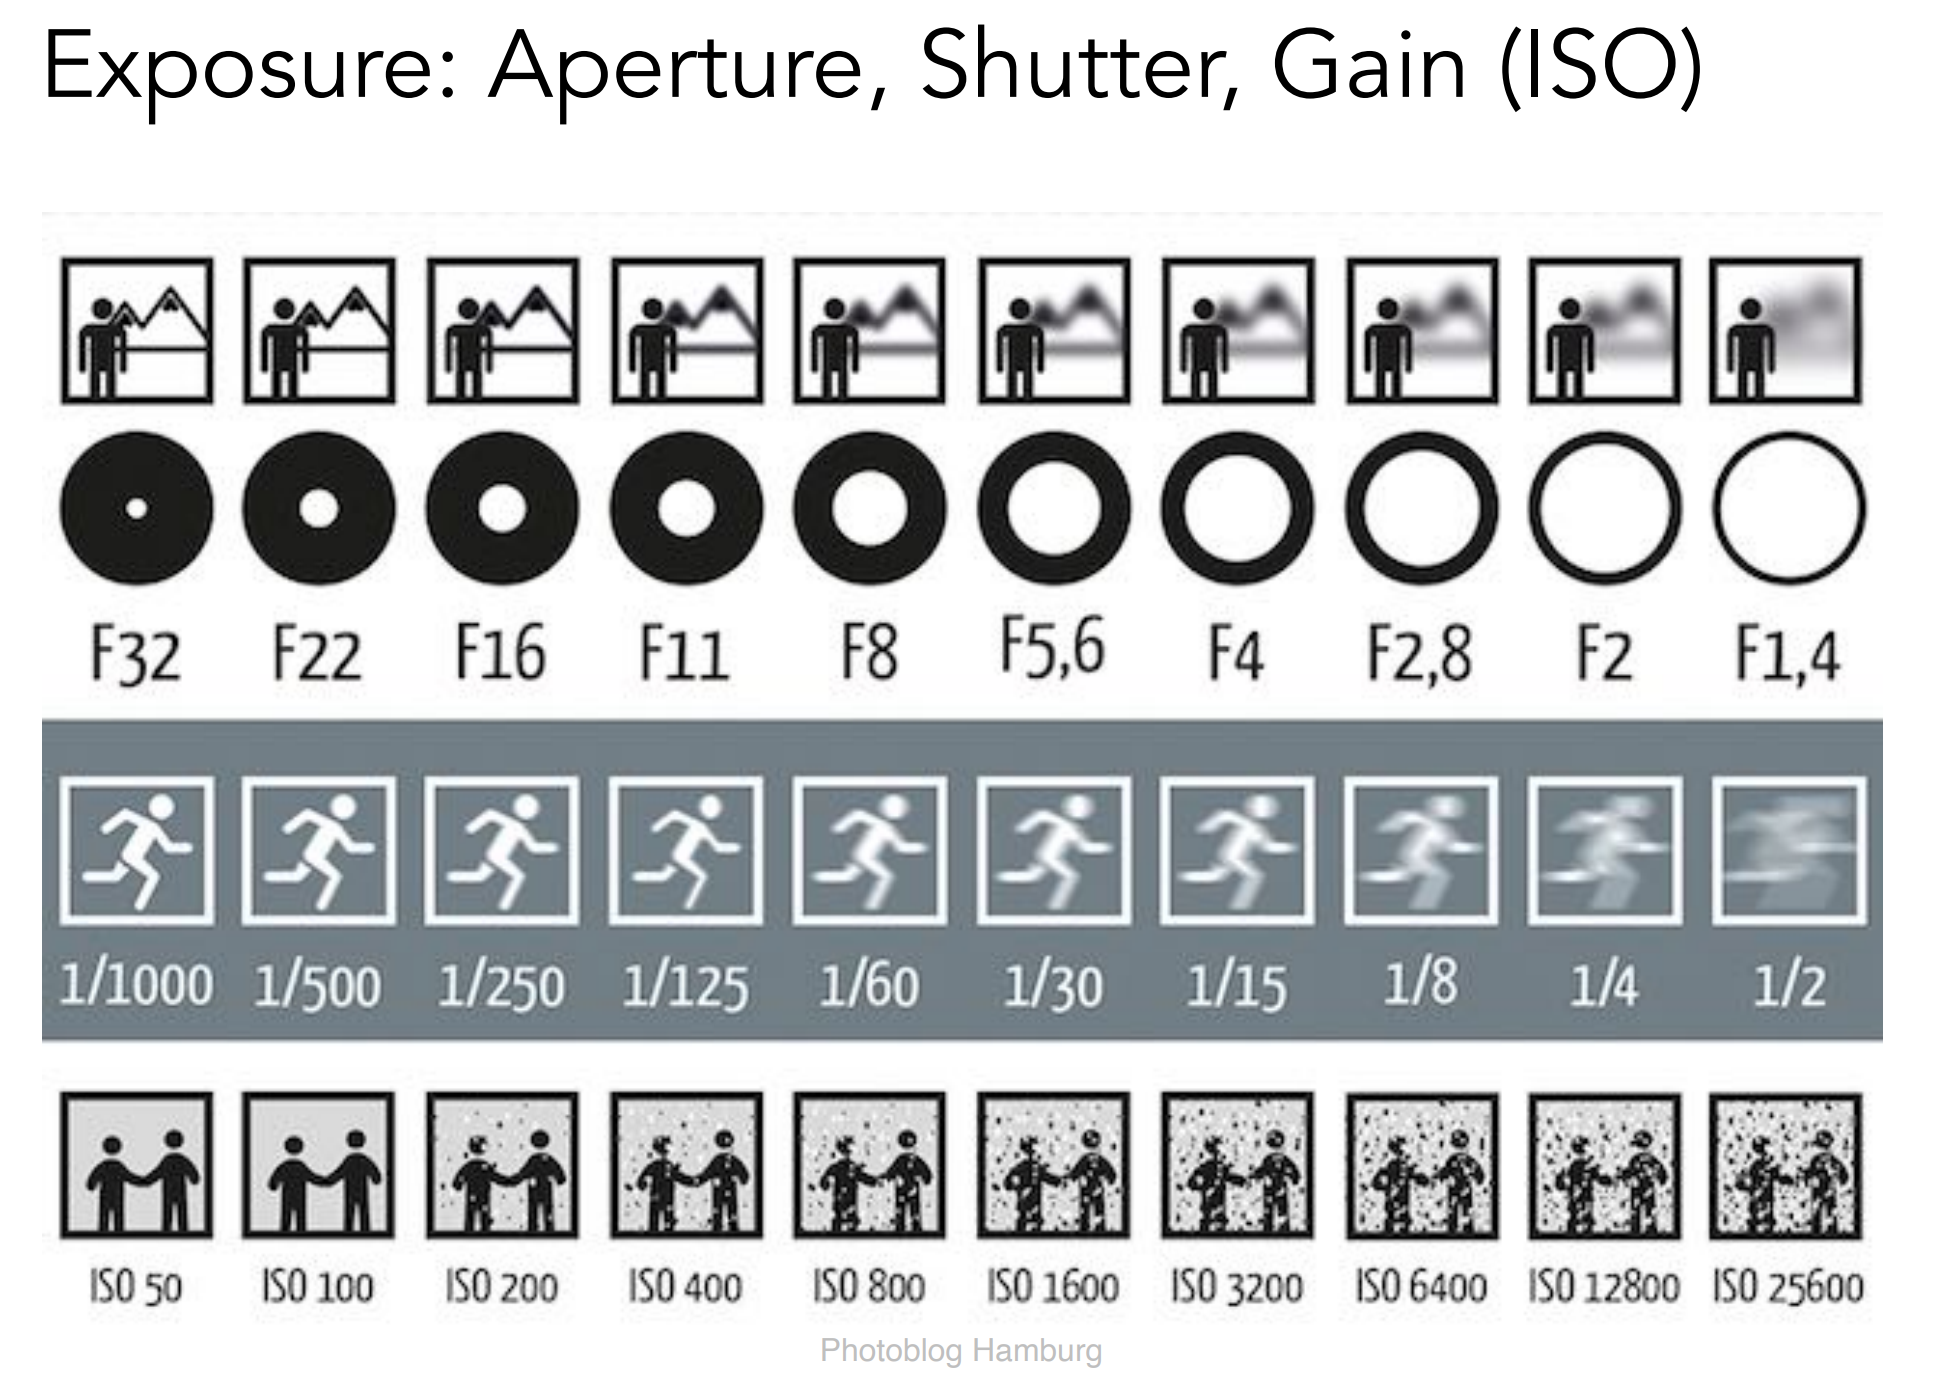 Exposure: Aperture, Shutter, Gain (ISO)
F32 F22 F16 F11 F8 F5,6 F4 F2,8 F2 F1,4
1/1000 1/500 1/250 1/125 1/60 1/30 1/15 1/8 1/4 1/2
ISO 50 ISO 100 ISO 200 ISO 400 ISO 800 ISO 1600 ISO 3200 ISO 6400 ISO 12800 ISO 25600
Photoblog Hamburg